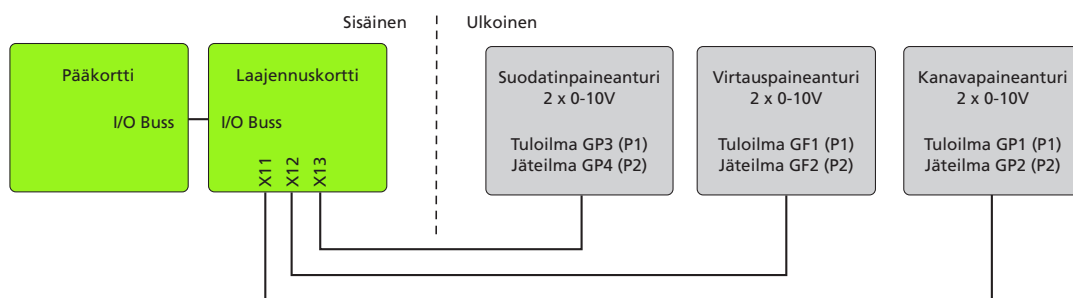 Sisäinen
Ulkoinen
Pääkortti
I/O Buss
Laajennuskortti
I/O Buss
X11
X12
X13
Suodatinpaineanturi
2 x 0-10V
Tuloilma GP3 (P1)
Jäteilma GP4 (P2)
Virtauspaineanturi
2 x 0-10V
Tuloilma GF1 (P1)
Jäteilma GF2 (P2)
Kanavapaineanturi
2 x 0-10V
Tuloilma GP1 (P1)
Jäteilma GP2 (P2)